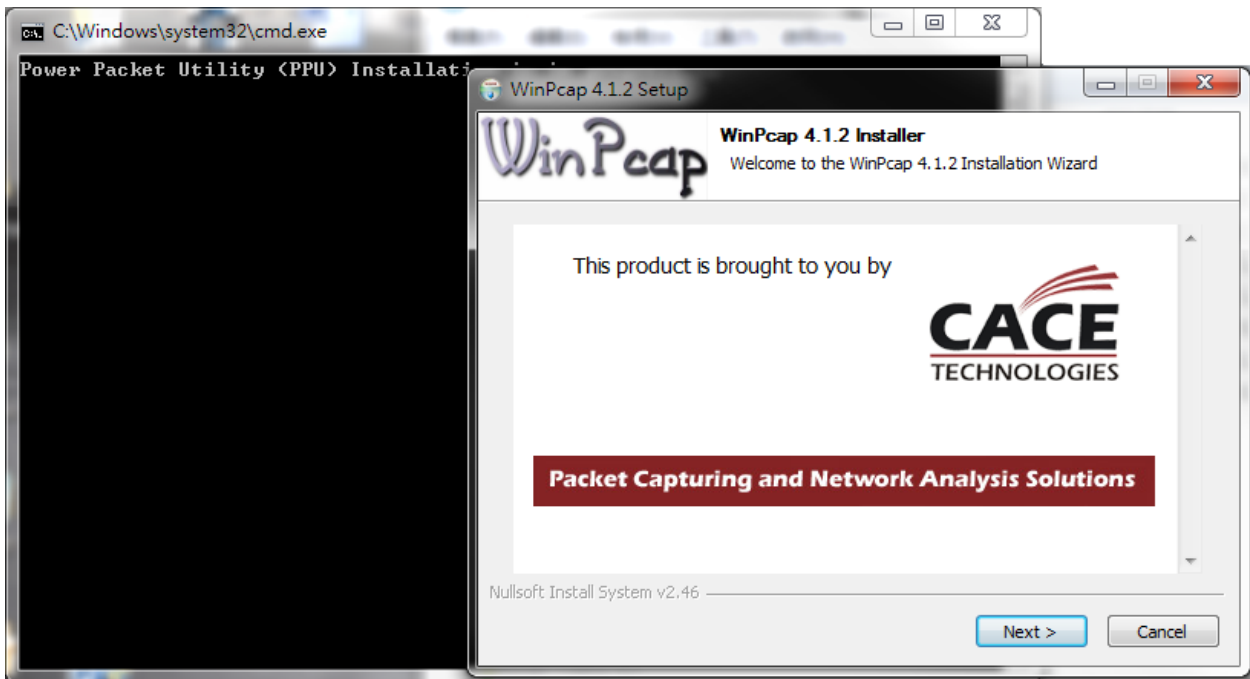 C:\Windows\system32\cmd.exe
Power Packet Utility (PPU)
WinPcap 4.1.2 Setup
WinPcap
WinPcap 4.1.2 Installer
Welcome to the WinPcap 4.1.2 Installation Wizard
This product is brought to you by
CACE
TECHNOLOGIES
Packet Capturing and Network Analysis Solutions
Nullsoft Install System v2.46
Next >
Cancel